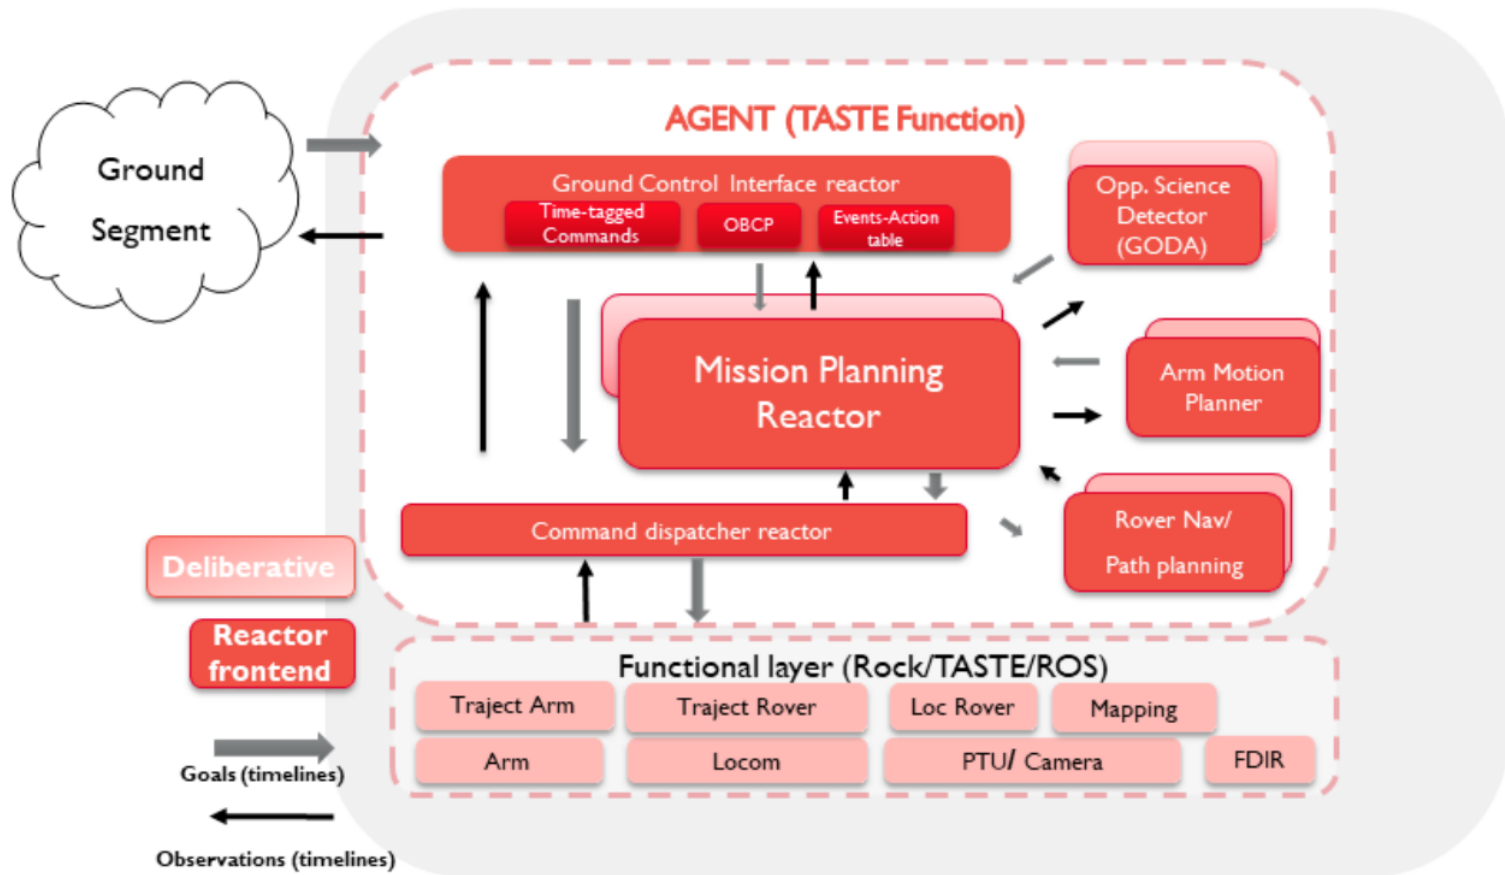 AGENT (TASTE Function)
Ground
Segment
Ground Control Interface reactor
Time-tagged
Commands
OBCP
Events-Action
table
Opp. Science
Detector
(GODA)
Mission Planning
Reactor
Arm Motion
Planner
Command dispatcher reactor
Rover Nav/
Path planning
Deliberative
Reactor
frontend
Goals (timelines)
Observations (timelines)
Functional layer (Rock/TASTE/ROS)
Traject Arm
Traject Rover
Loc Rover
Mapping
Arm
Locom
PTU/ Camera
FDIR